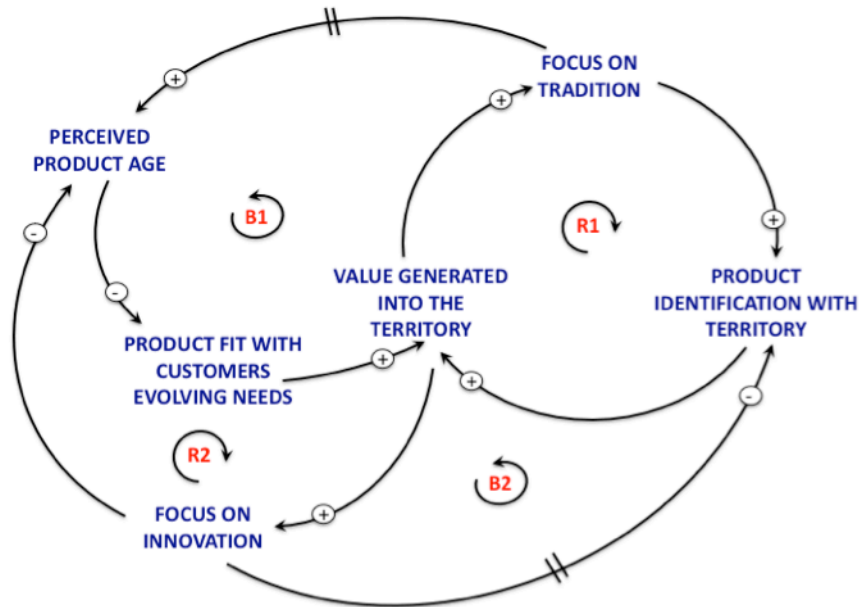 FOCUS ON
TRADITION
+
+
PERCEIVED
PRODUCT AGE
B1
R1
+
-
VALUE GENERATED
INTO THE
TERRITORY
PRODUCT
IDENTIFICATION WITH
TERRITORY
-
PRODUCT FIT WITH
CUSTOMERS
EVOLVING NEEDS
+
+
-
R2
B2
FOCUS ON
INNOVATION
+